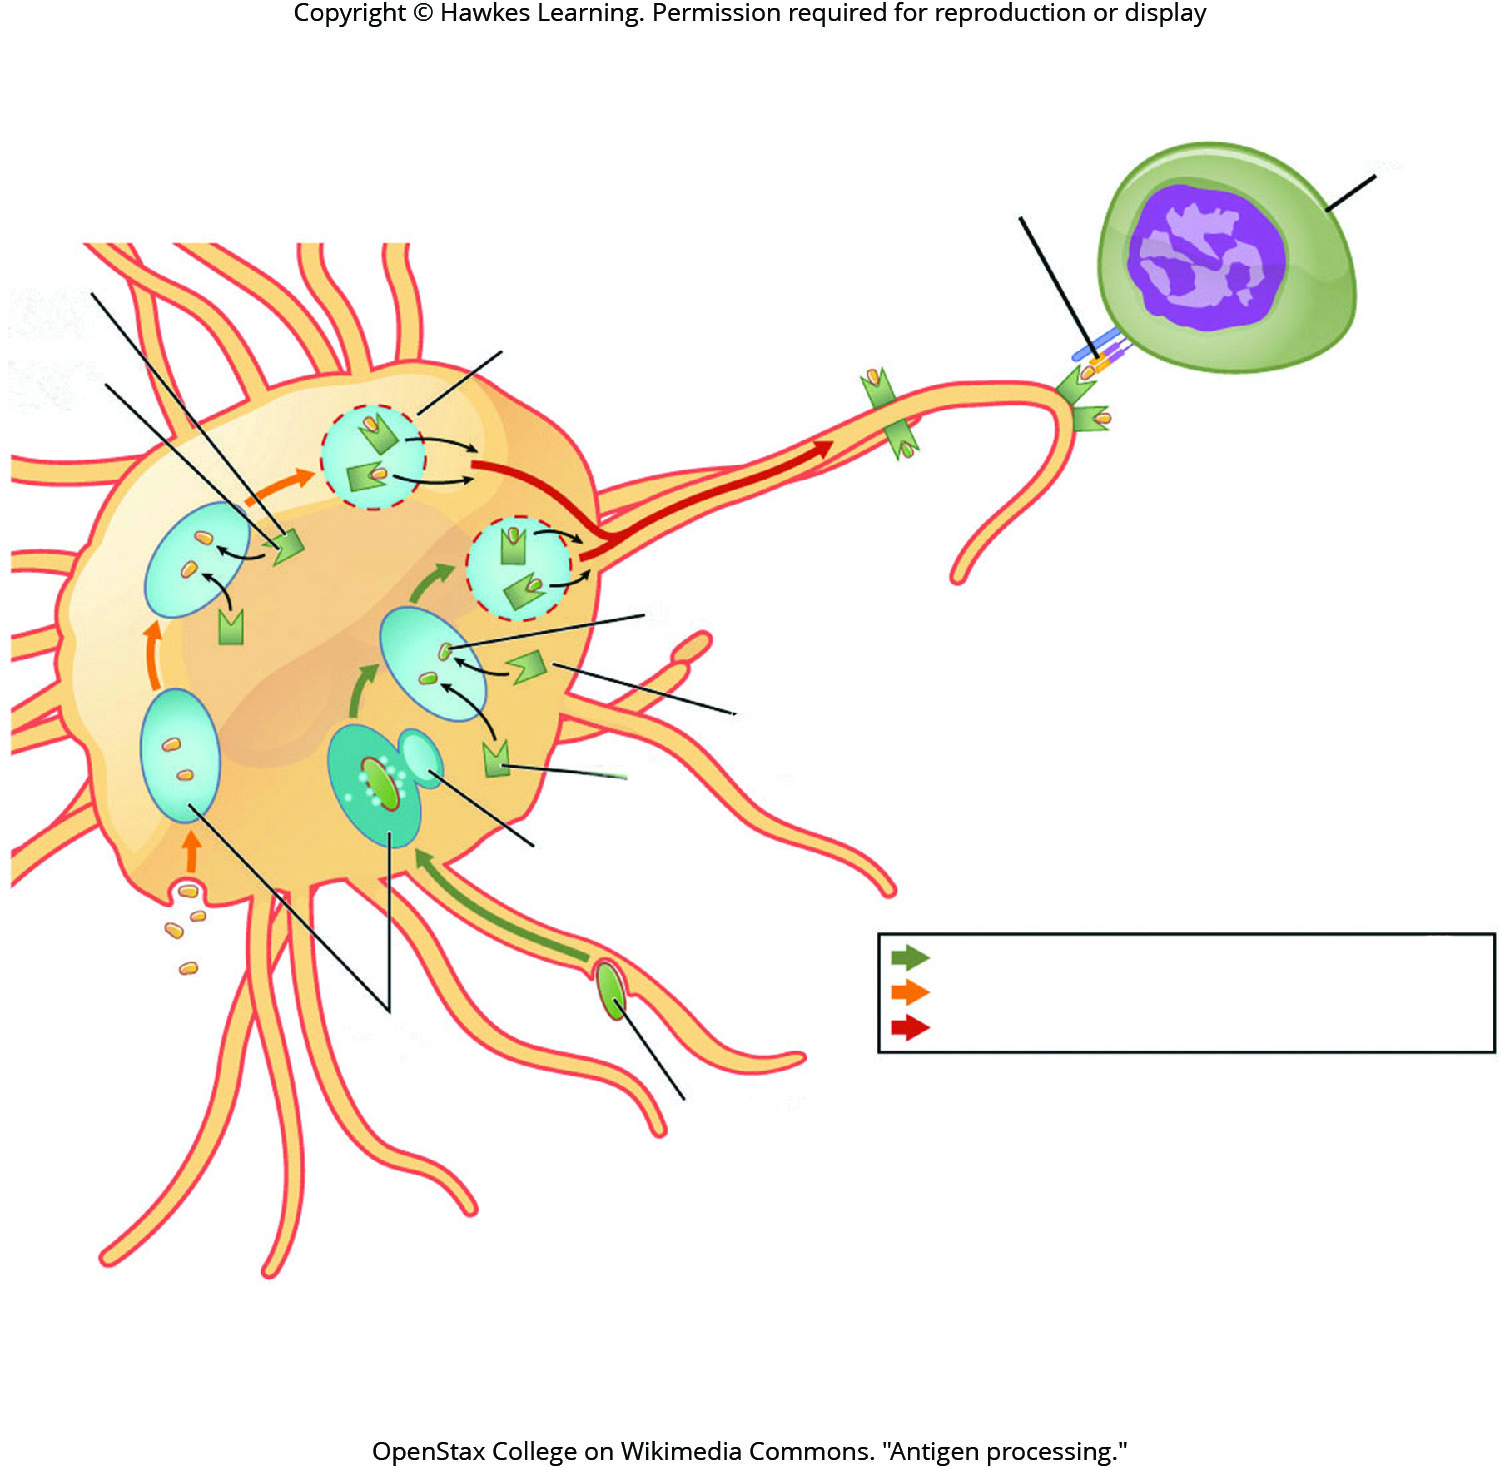 Copyright © Hawkes Learning. Permission required for reproduction or display
OpenStax College on Wikimedia Commons. "Antigen processing."